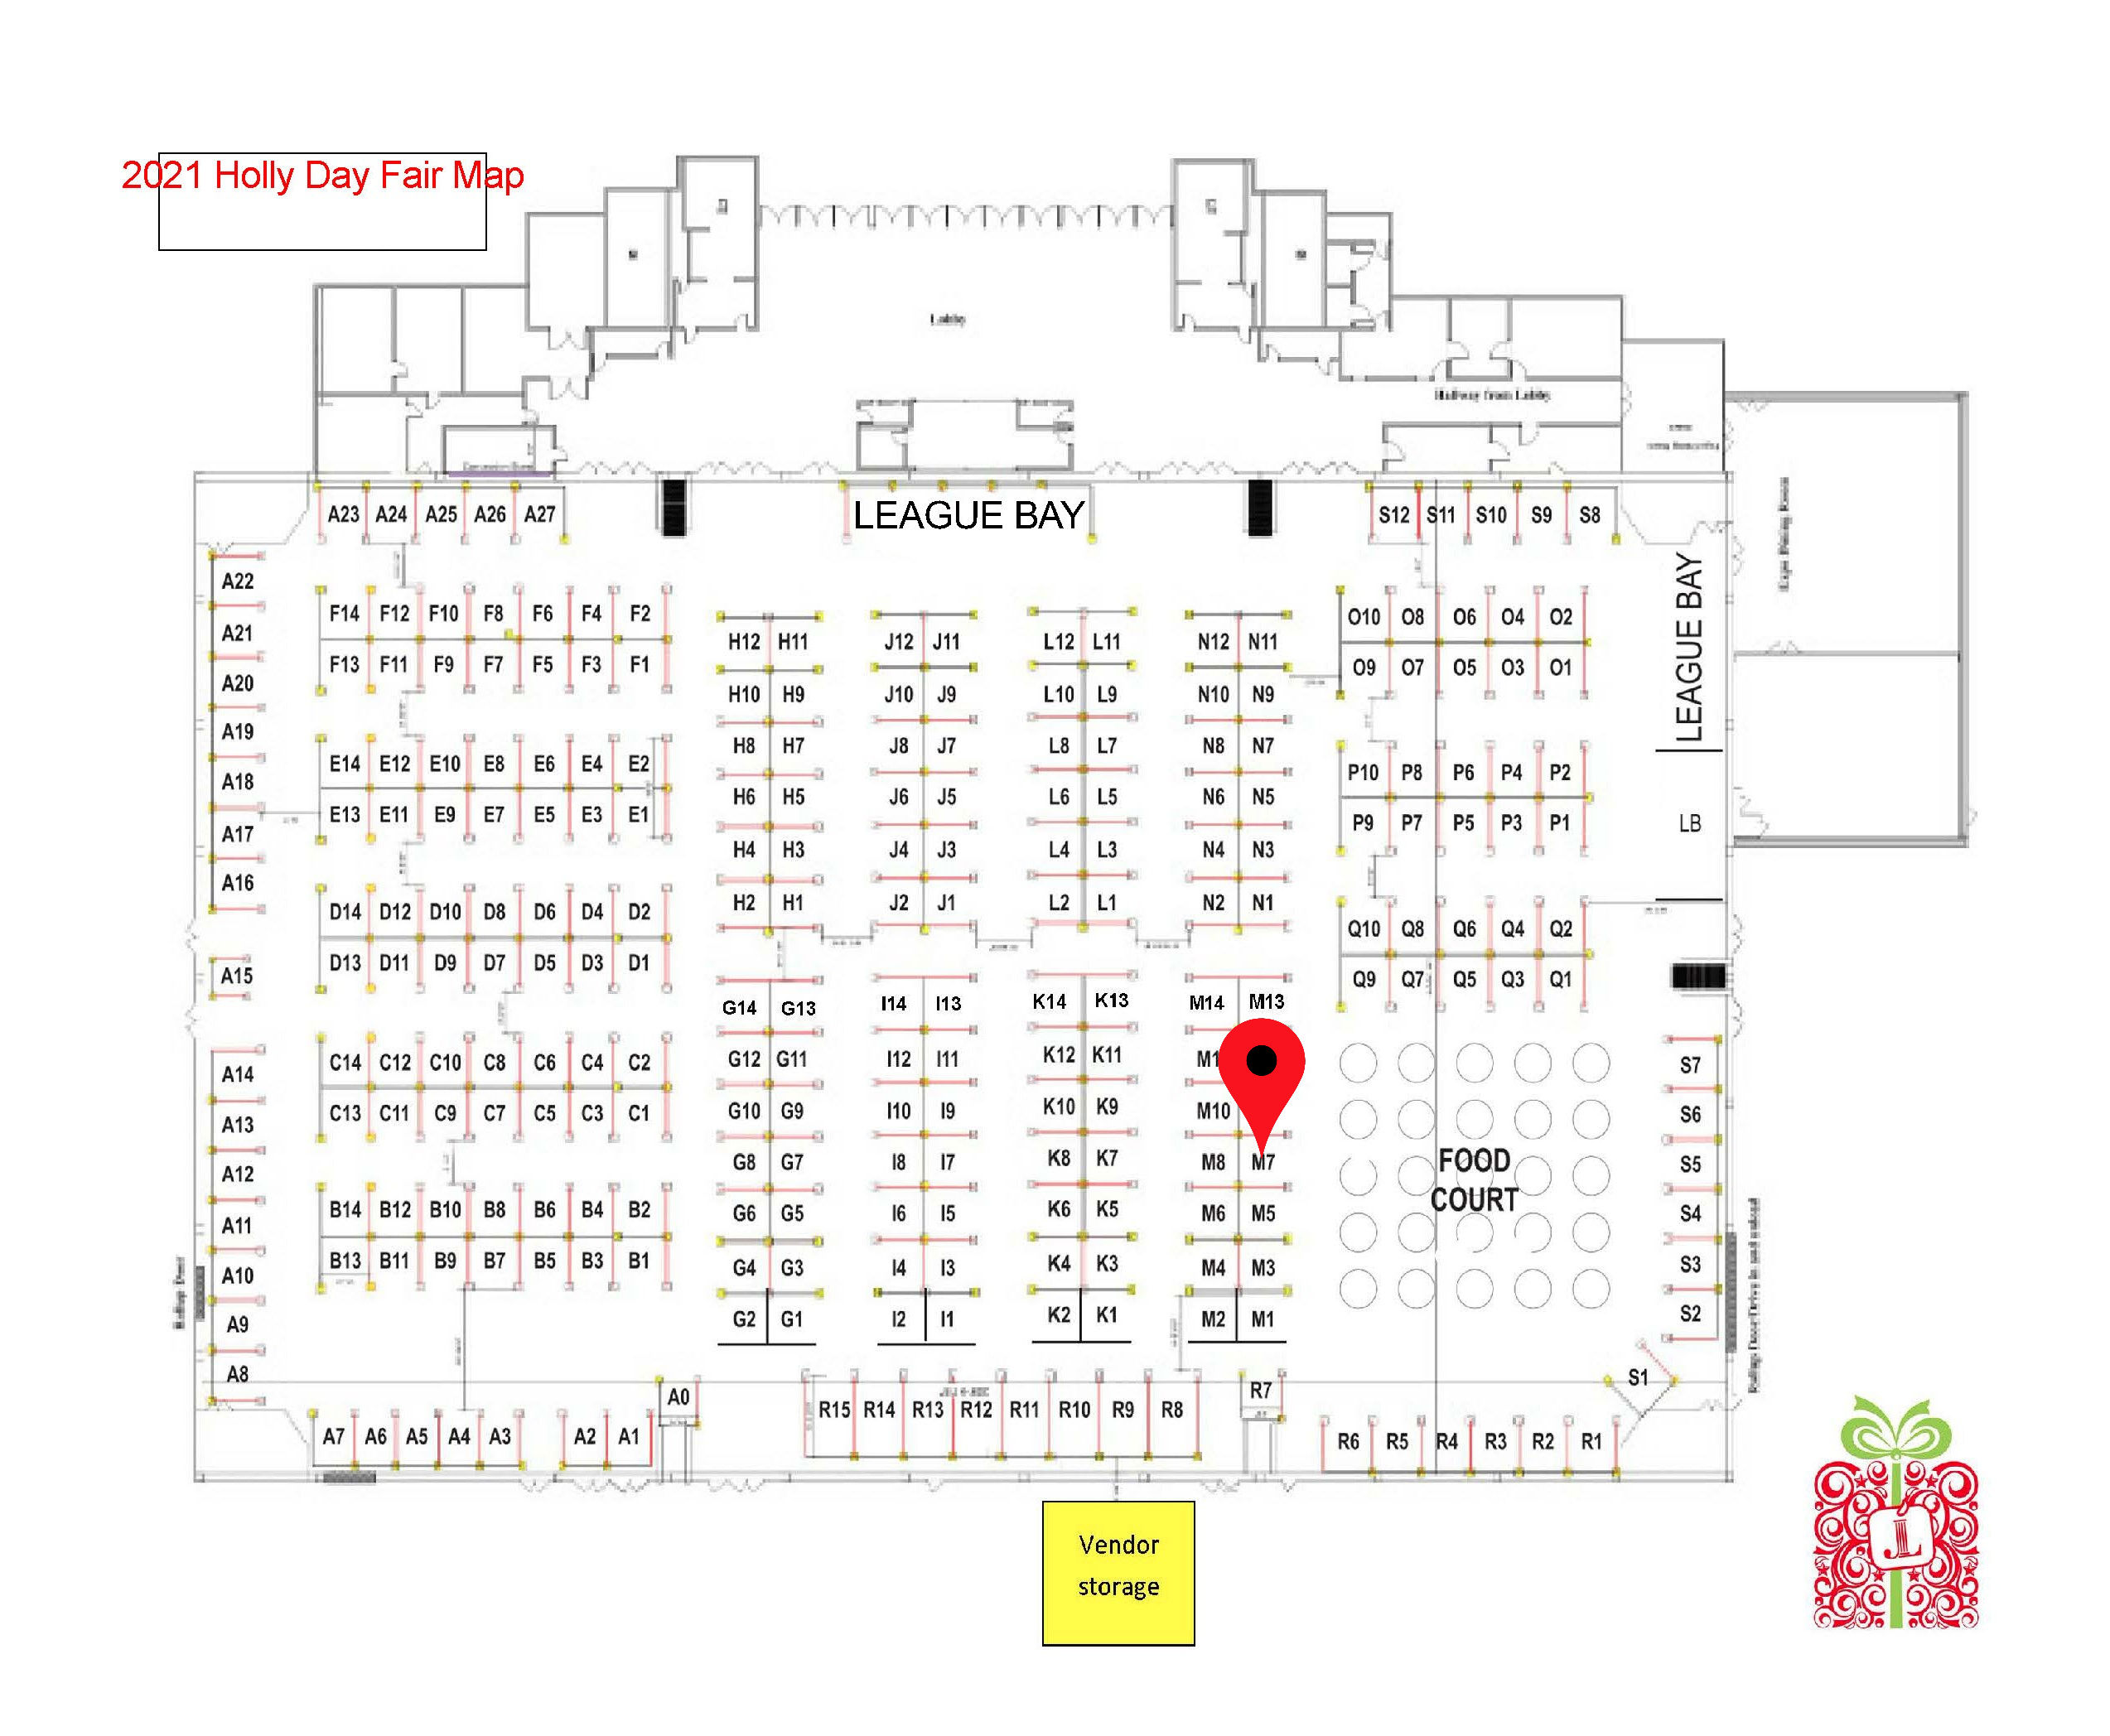 2021 Holly Day Fair Map
Lobby
Hallway from Lobby
LEAGUE BAY
A23 A24 A25 A26 A27
S12 S11 S10 S9 S8
A22
A21
A20
A19
A18
A17
A16
A15
A14
A13
A12
A11
A10
A9
A8
F14 F12 F10 F8 F6 F4 F2
F13 F11 F9 F7 F5 F3 F1
E14 E12 E10 E8 E6 E4 E2
E13 E11 E9 E7 E5 E3 E1
D14 D12 D10 D8 D6 D4 D2
D13 D11 D9 D7 D5 D3 D1
C14 C12 C10 C8 C6 C4 C2
C13 C11 C9 C7 C5 C3 C1
B14 B12 B10 B8 B6 B4 B2
B13 B11 B9 B7 B5 B3 B1
H12 H11
H10 H9
H8 H7
H6 H5
H4 H3
H2 H1
G14 G13
G12 G11
G10 G9
G8 G7
G6 G5
G4 G3
G2 G1
J12 J11
J10 J9
J8 J7
J6 J5
J4 J3
J2 J1
I14 I13
I12 I11
I10 I9
I8 I7
I6 I5
I4 I3
I2 I1
L12 L11
L10 L9
L8 L7
L6 L5
L4 L3
L2 L1
K14 K13
K12 K11
K10 K9
K8 K7
K6 K5
K4 K3
K2 K1
N12 N11
N10 N9
N8 N7
N6 N5
N4 N3
N2 N1
M14 M13
M1
M10
M8 M7
M6 M5
M4 M3
M2 M1
O10 O8 O6 O4 O2
O9 O7 O5 O3 O1
P10 P8 P6 P4 P2
P9 P7 P5 P3 P1
Q10 Q8 Q6 Q4 Q2
Q9 Q7 Q5 Q3 Q1
LEAGUE BAY
LB
FOOD
COURT
S7
S6
S5
S4
S3
S2
S1
A7 A6 A5 A4 A3 A2 A1
A0
R15 R14 R13 R12 R11 R10 R9 R8
R7
R6 R5 R4 R3 R2 R1
Vendor
storage
JL